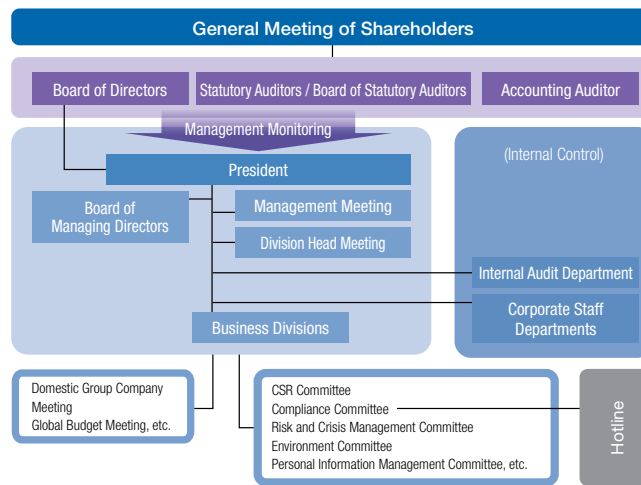 General Meeting of Shareholders
Board of Directors
Statutory Auditors / Board of Statutory Auditors
Accounting Auditor
Management Monitoring
(Internal Control)
President
Board of
Managing Directors
Management Meeting
Division Head Meeting
Internal Audit Department
Corporate Staff
Departments
Business Divisions
Domestic Group Company
Meeting
Global Budget Meeting, etc.
CSR Committee
Compliance Committee
Risk and Crisis Management Committee
Environment Committee
Personal Information Management Committee, etc.
Hotline